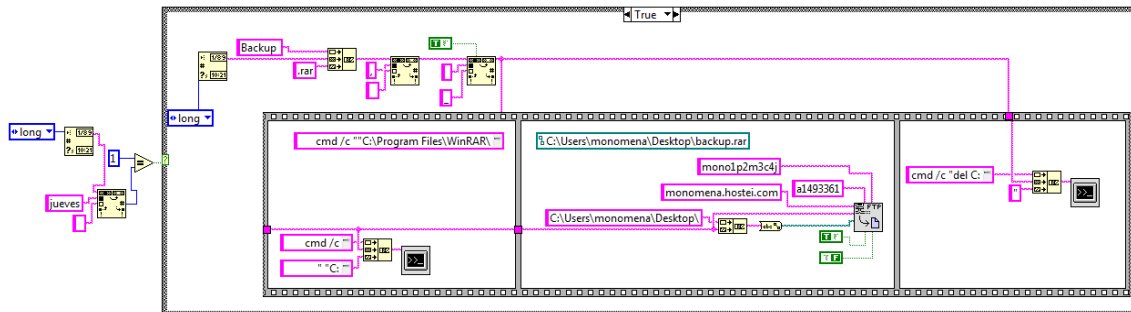 True
Backup
.rar
,
_
T F
long
long
1
=
?
jueves
cmd /c ""C:\Program Files\WinRAR\
cmd /c
" "C:
C:\Users\monomena\Desktop\backup.rar
mono1p2m3c4j
monomena.hostei.com
a1493361
C:\Users\monomena\Desktop\
FTP
T F
T F
cmd /c "del C:
"